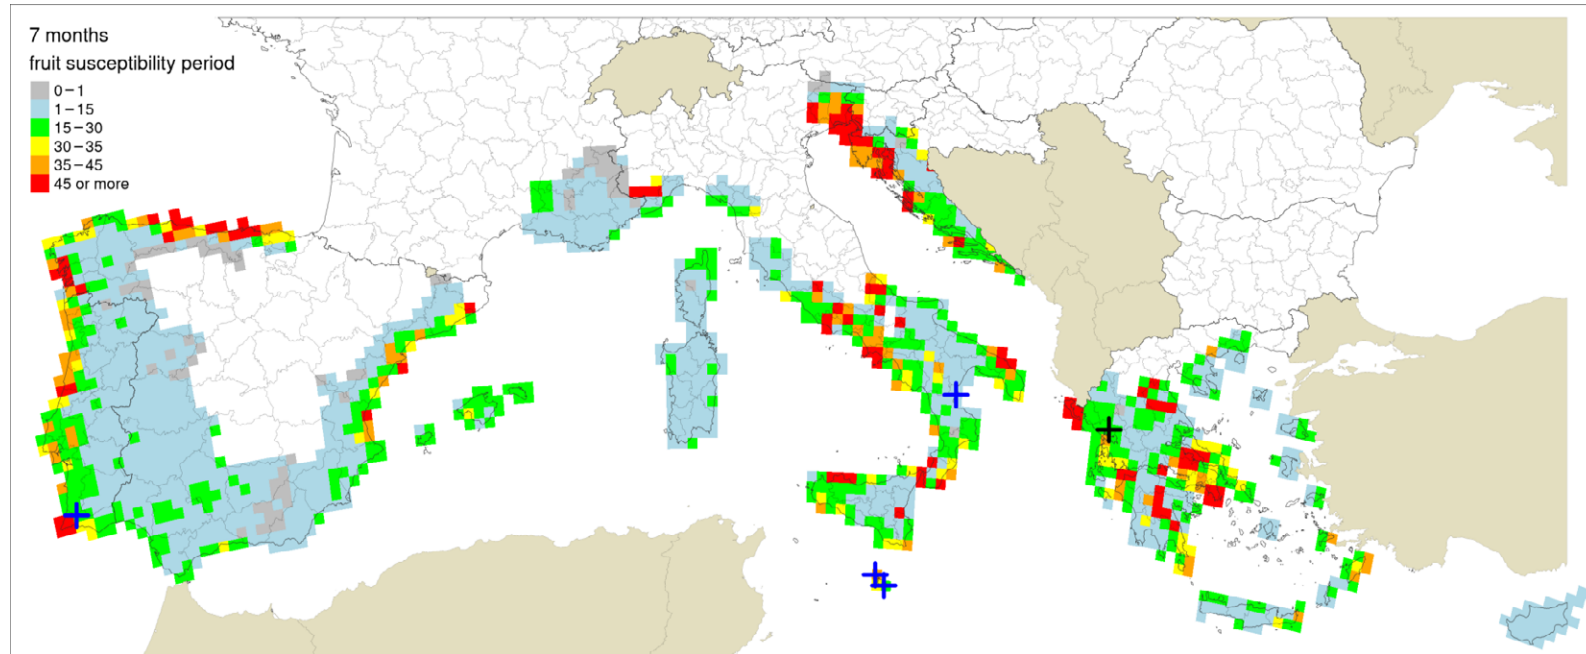 7 months
fruit susceptibility period
0−1
1−15
15−30
30−35
35−45
45 or more